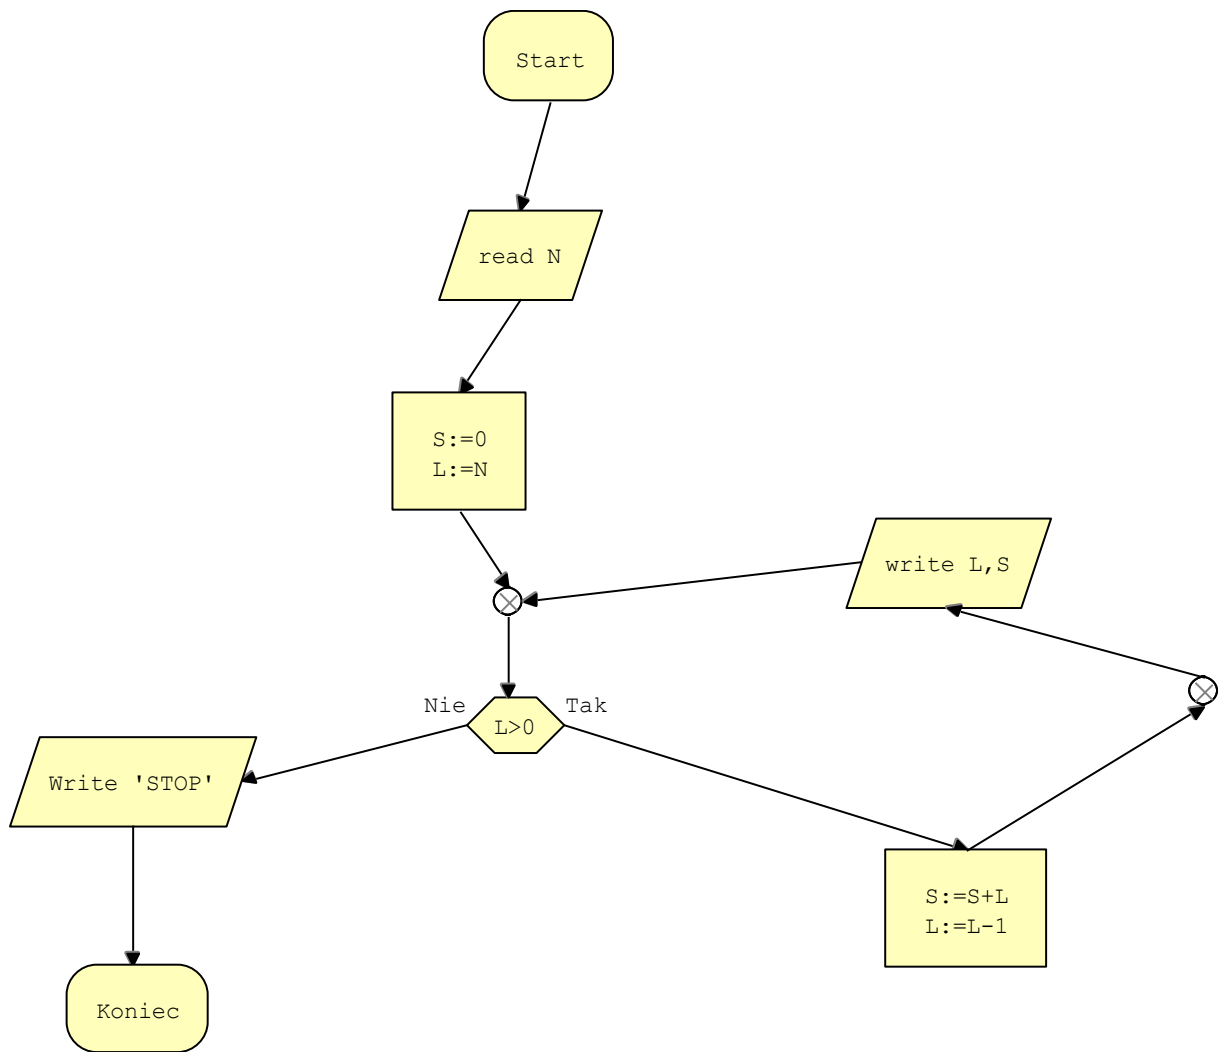 Start
read N
S:=0
L:=N
write L,S
Nie
Tak
L>0
Write 'STOP'
S:=S+L
L:=L-1
Koniec